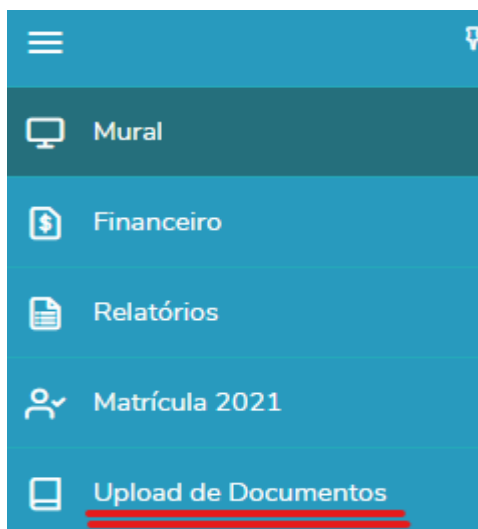 Mural
Financeiro
Relatórios
Matrícula 2021
Upload de Documentos